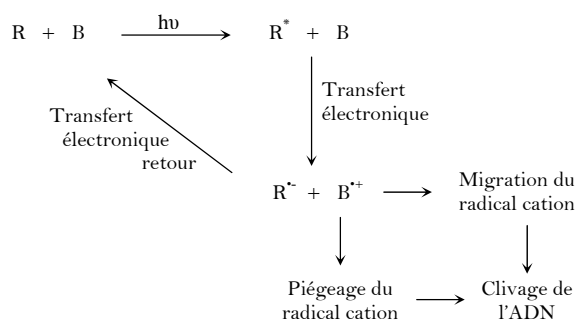 R + B
hυ
R* + B
Transfert
électronique
Transfert
électronique
retour
R•- + B•+
Migration du
radical cation
Piégeage du
radical cation
Clivage de
l'ADN